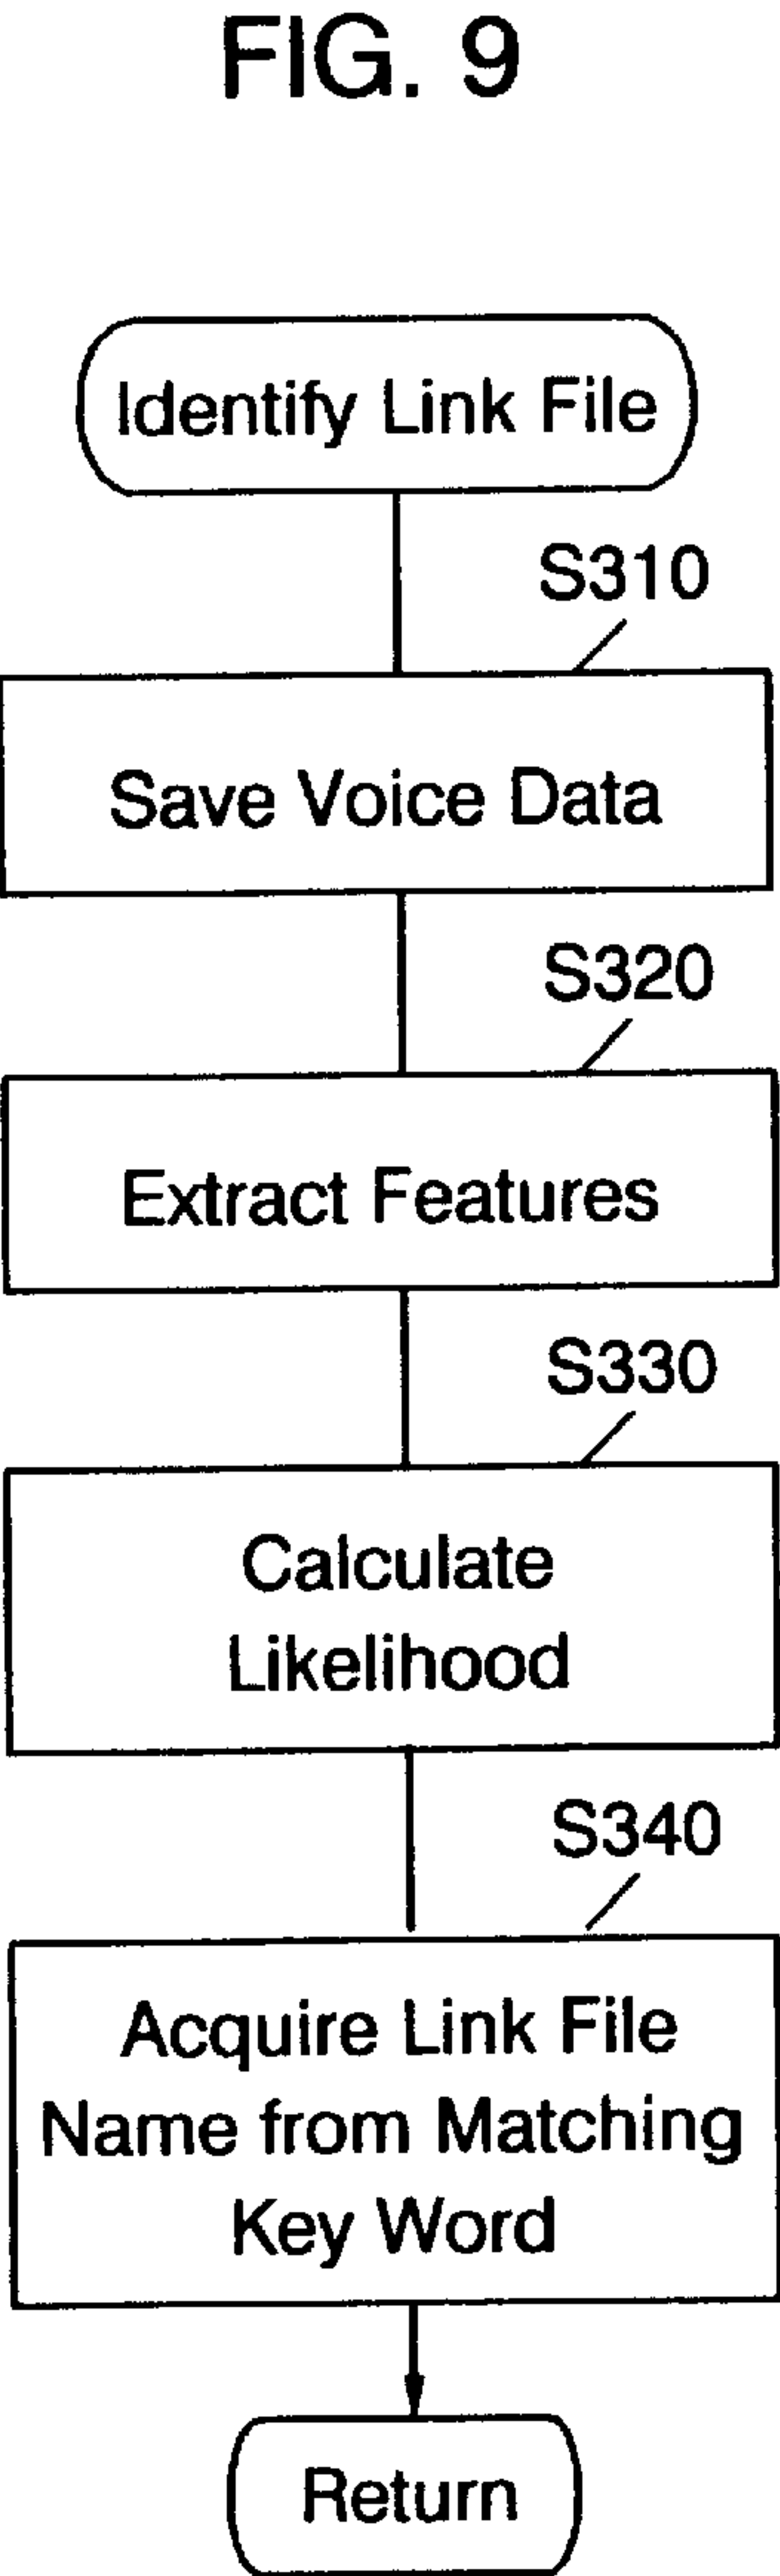 FIG. 9
Identify Link File
S310
Save Voice Data
S320
Extract Features
S330
Calculate
Likelihood
S340
Acquire Link File
Name from Matching
Key Word
Return